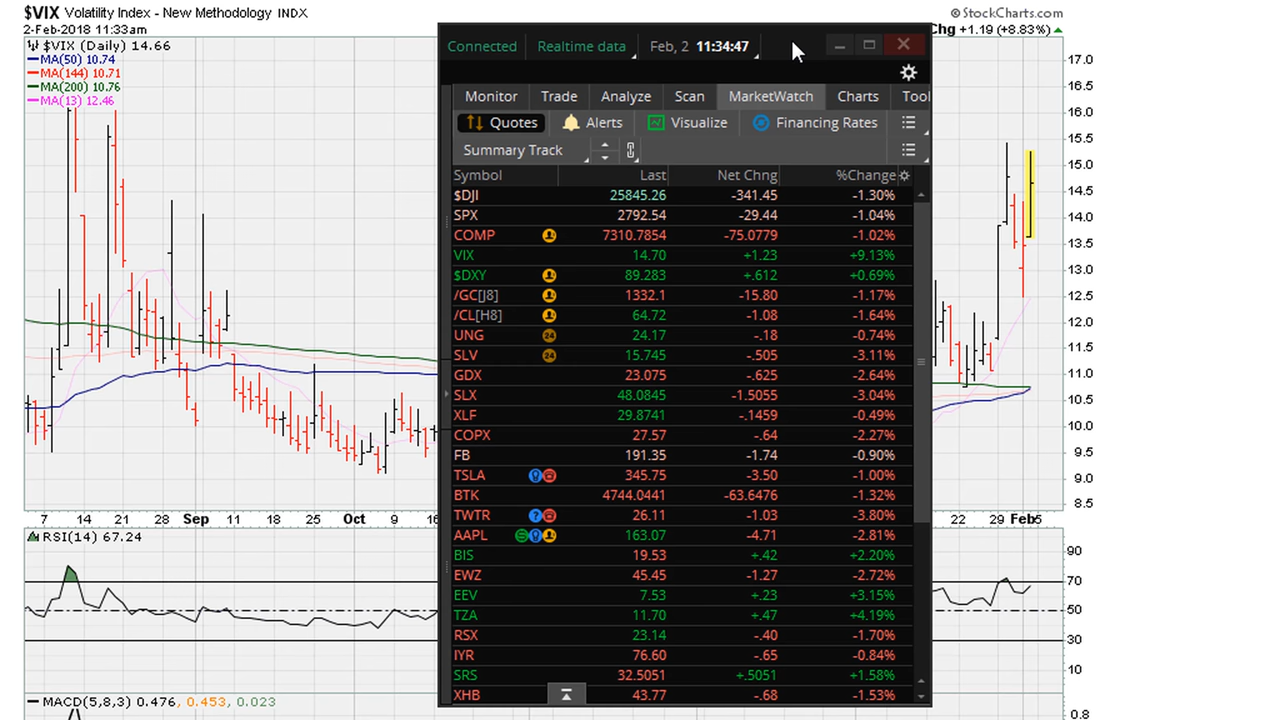 $VIX Volatility Index - New Methodology INDX
© StockCharts.com
2-Feb-2018 11:33am
Chg +1.19 (+8.83%)
$VIX (Daily) 14.66
MA(50) 10.74
MA(144) 10.71
MA(200) 10.76
MA(13) 12.46
Connected Realtime data Feb, 2 11:34:47
Monitor Trade Analyze Scan MarketWatch Charts Tool
Quotes Alerts Visualize Financing Rates
Summary Track
Symbol Last Net Chng %Change
$DJI 25845.26 -341.45 -1.30%
SPX 2792.54 -29.44 -1.04%
COMP 7310.7854 -75.0779 -1.02%
VIX 14.70 +1.23 +9.13%
$DXY 89.283 +.612 +0.69%
/GC[J8] 1332.1 -15.80 -1.17%
/CL[H8] 64.72 -1.08 -1.64%
UNG 24 24.17 -.18 -0.74%
SLV 24 15.745 -.505 -3.11%
GDX 23.075 -.625 -2.64%
SLX 48.0845 -1.5055 -3.04%
XLF 29.8741 -.1459 -0.49%
COPX 27.57 -.64 -2.27%
FB 191.35 -1.74 -0.90%
TSLA 345.75 -3.50 -1.00%
BTK 4744.0441 -63.6476 -1.32%
TWTR 26.11 -1.03 -3.80%
AAPL 163.07 -4.71 -2.81%
BIS 19.53 +.42 +2.20%
EWZ 45.45 -1.27 -2.72%
EEV 7.53 +.23 +3.15%
TZA 11.70 +.47 +4.19%
RSX 23.14 -.40 -1.70%
IYR 76.60 -.65 -0.84%
SRS 32.5051 +.5051 +1.58%
XHB 43.77 -.68 -1.53%
17.0
16.5
16.0
15.5
15.0
14.5
14.0
13.5
13.0
12.5
12.0
11.5
11.0
10.5
10.0
9.5
9.0
8.5
7 14 21 28 Sep 11 18 25 Oct 9 16 22 29 Feb 5
RSI(14) 67.24
90
70
50
30
10
MACD(5,8,3) 0.476, 0.453, 0.023
0.8